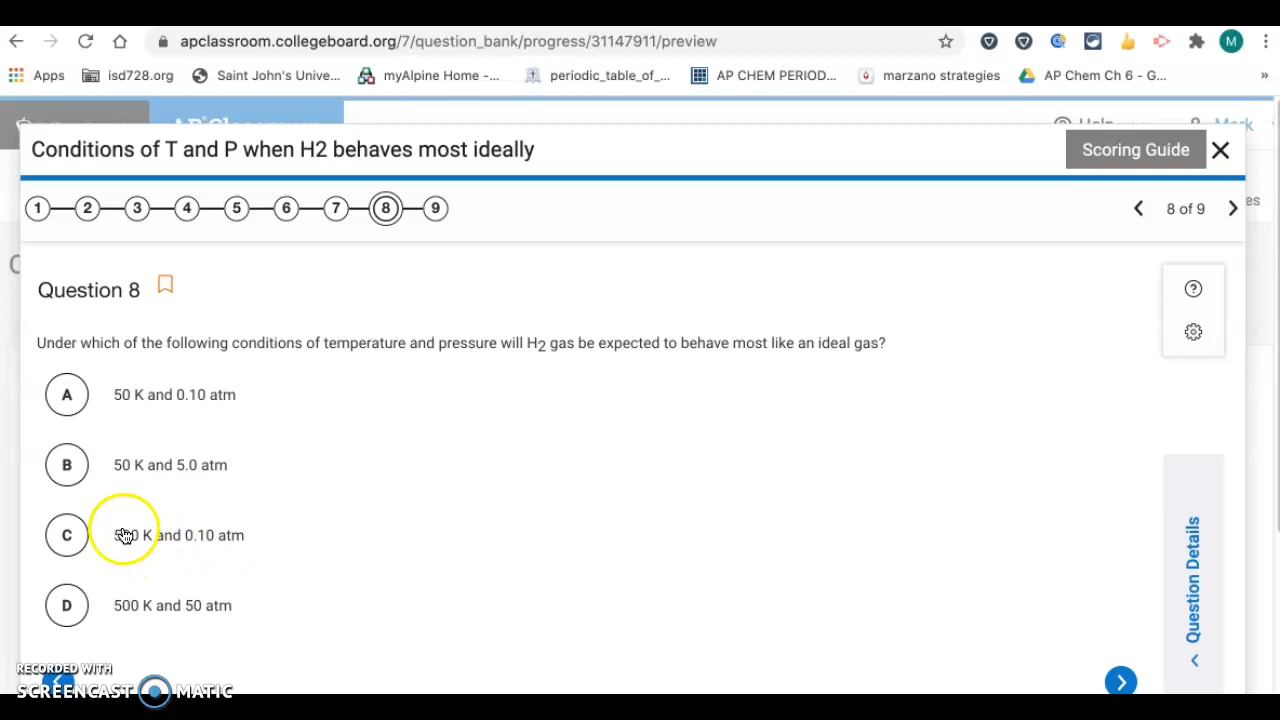 apclassroom.collegeboard.org/7/question_bank/progress/31147911/preview
M
Apps isd728.org Saint John's Unive... myAlpine Home -... periodic_table_of_... AP CHEM PERIOD... marzano strategies AP Chem Ch 6 - G... »
Help Mark
Conditions of T and P when H2 behaves most ideally
Scoring Guide
1 2 3 4 5 6 7 8 9
8 of 9
es
Question 8
Under which of the following conditions of temperature and pressure will H2 gas be expected to behave most like an ideal gas?
A 50 K and 0.10 atm
B 50 K and 5.0 atm
C 500 K and 0.10 atm
D 500 K and 50 atm
Question Details
RECORDED WITH
SCREENCAST MATIC